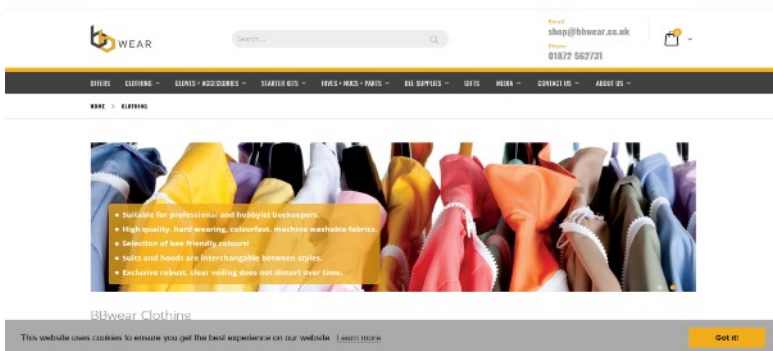 bb WEAR
Search...
Email
shop@bbwear.co.uk
Phone
01872 562731
OFFERS CLOTHING GLOVES + ACCESSORIES STARTER KITS HIVES + NUCS + PARTS BEE SUPPLIES GIFTS MEDIA CONTACT US ABOUT US
HOME > CLOTHING
Suitable for professional and hobbyist beekeepers.
High quality, hard wearing, colourfast, machine washable fabrics.
Selection of bee friendly colours!
Suits and hoods are interchangable between styles.
Exclusive robust, clear veiling does not distort over time.
BBwear Clothing
This website uses cookies to ensure you get the best experience on our website Learn more
Got it!